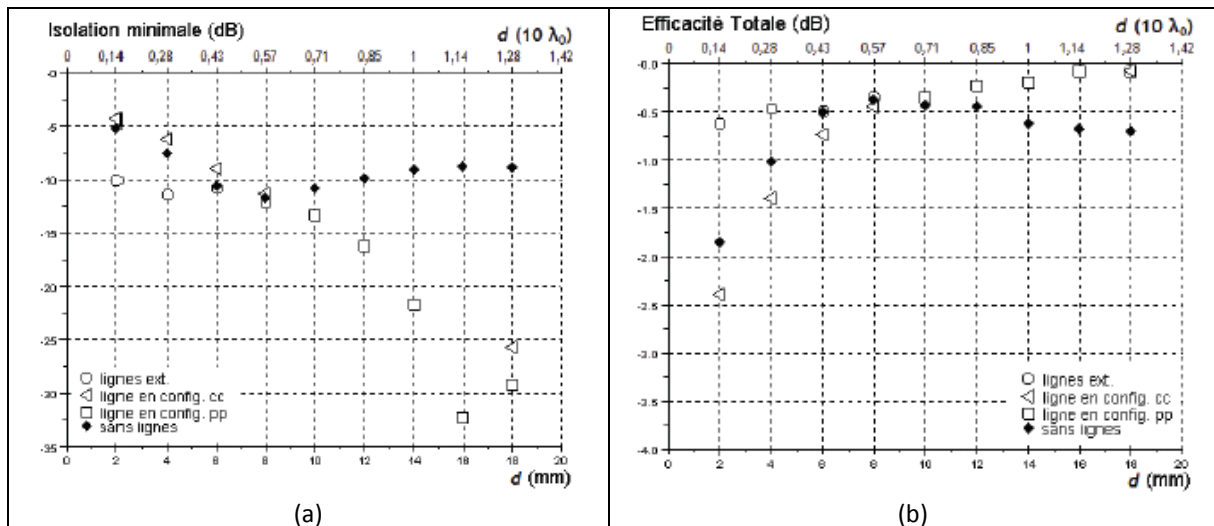 Isolation minimale (dB)
d (10 λ₀)
0 0,14 0,28 0,43 0,57 0,71 0,85 1 1,14 1,28 1,42
-0
-5
-10
-15
-20
-25
-30
-35
lignes ext.
ligne en config. cc
ligne en config. pp
sans lignes
0 2 4 6 8 10 12 14 16 18 20
d (mm)
(a)
Efficacité Totale (dB)
d (10 λ₀)
0 0,14 0,28 0,43 0,57 0,71 0,85 1 1,14 1,28 1,42
-0.0
-0.5
-1.0
-1.5
-2.0
-2.5
-3.0
-3.5
-4.0
lignes ext.
ligne en config. cc
ligne en config. pp
sans lignes
0 2 4 6 8 10 12 14 16 18 20
d (mm)
(b)